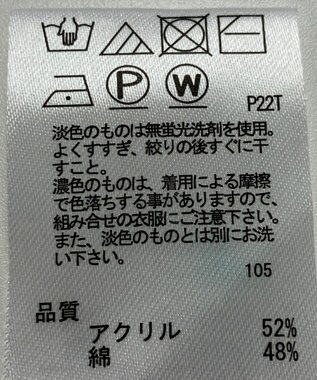 P W P22T
淡色のものは無蛍光洗剤を使用。
よくすすぎ、絞りの後すぐに干
すこと。
濃色のものは、着用による摩擦
で色落ちする事がありますので、
組み合せの衣服にご注意下さい。
また、淡色のものとは別にお洗
い下さい。
105
品質
アクリル 52%
綿 48%